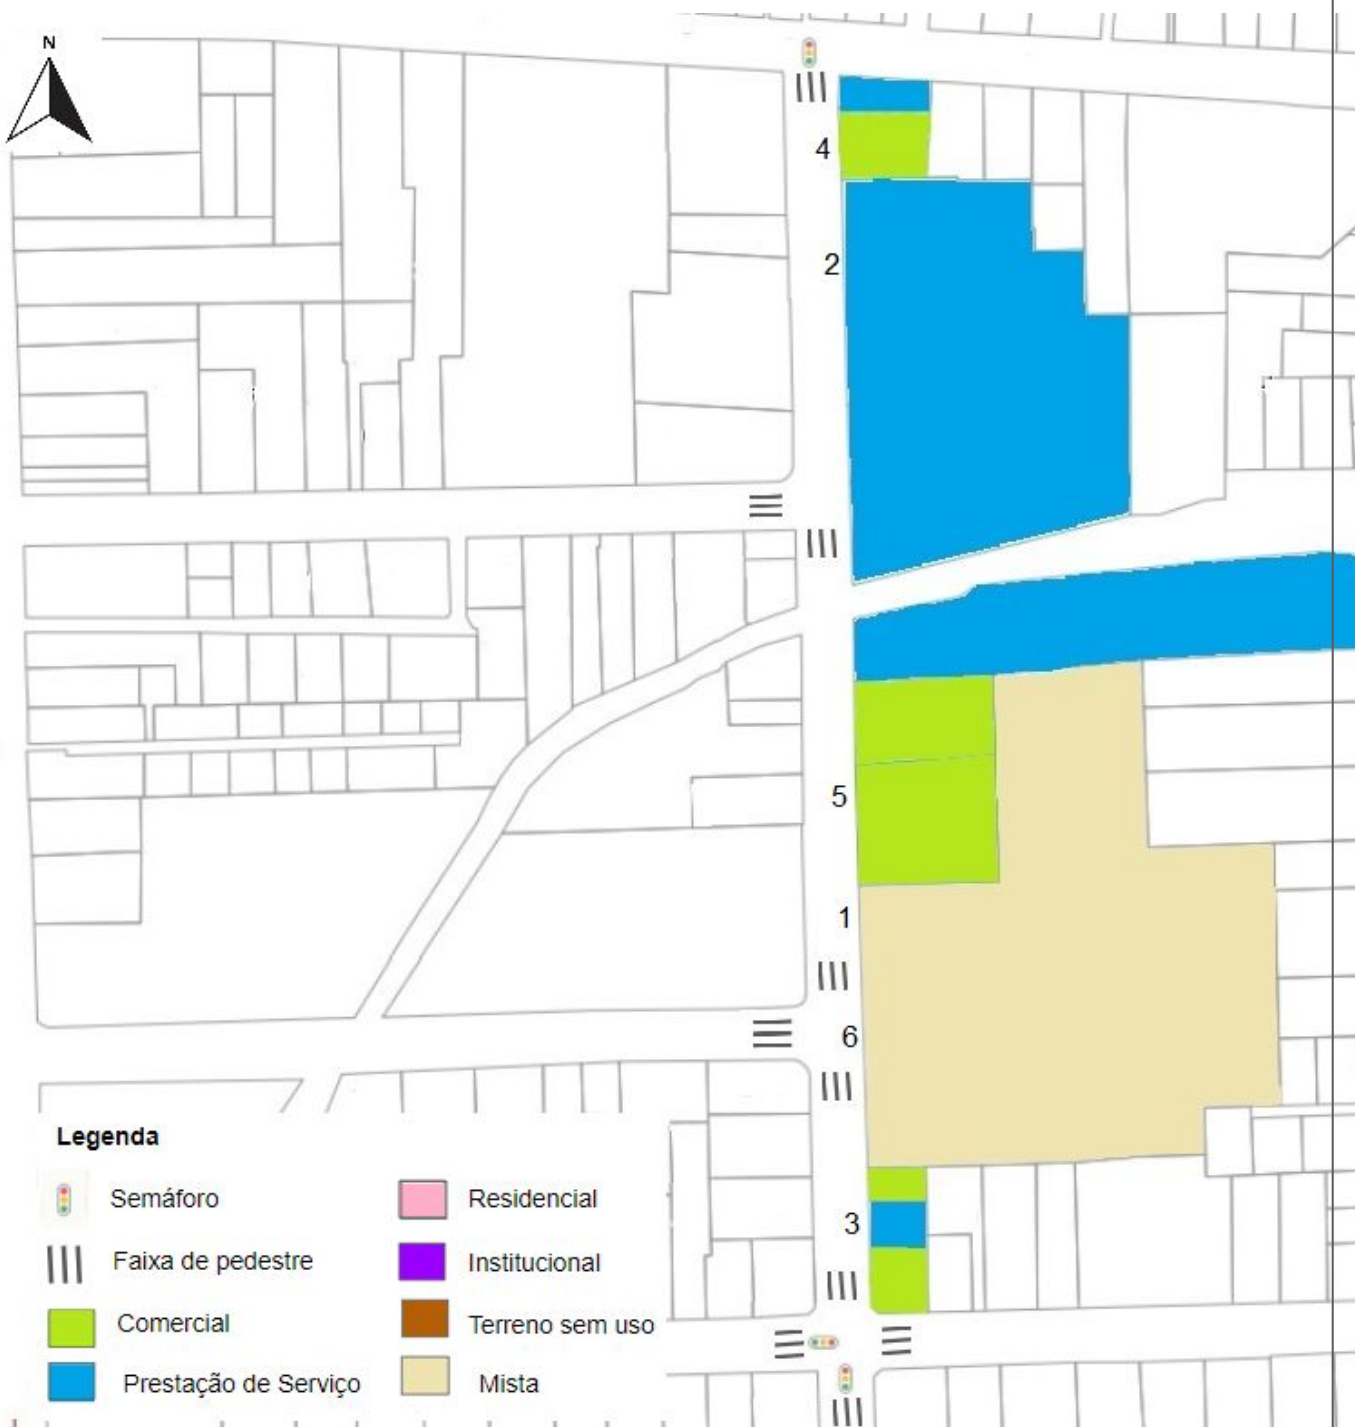 N
4
2
5
1
6
3
Legenda
Semáforo
Faixa de pedestre
Comercial
Prestação de Serviço
Residencial
Institucional
Terreno sem uso
Mista